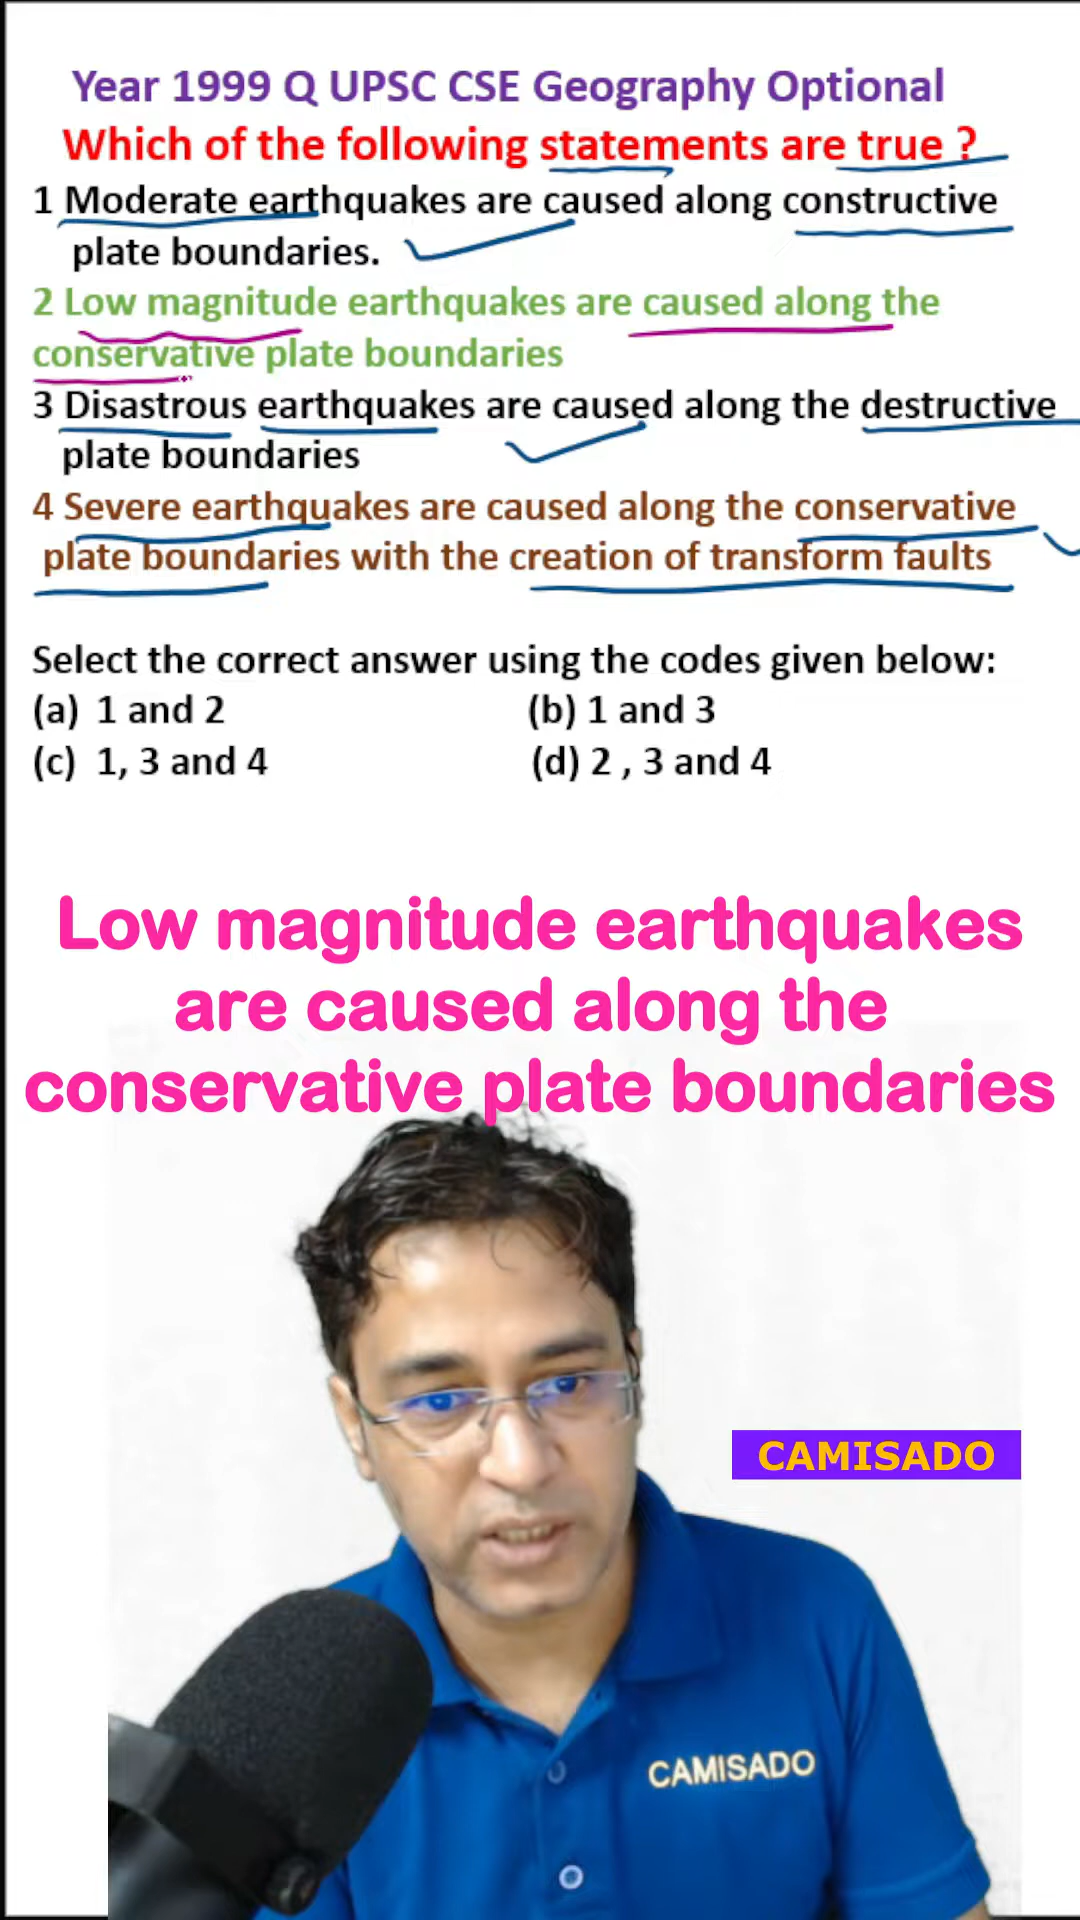 Year 1999 Q UPSC CSE Geography Optional
Which of the following statements are true ?
1 Moderate earthquakes are caused along constructive
plate boundaries.
2 Low magnitude earthquakes are caused along the
conservative plate boundaries
3 Disastrous earthquakes are caused along the destructive
plate boundaries
4 Severe earthquakes are caused along the conservative
plate boundaries with the creation of transform faults
Select the correct answer using the codes given below:
(a) 1 and 2 (b) 1 and 3
(c) 1, 3 and 4 (d) 2 , 3 and 4
Low magnitude earthquakes
are caused along the
conservative plate boundaries
CAMISADO
CAMISADO